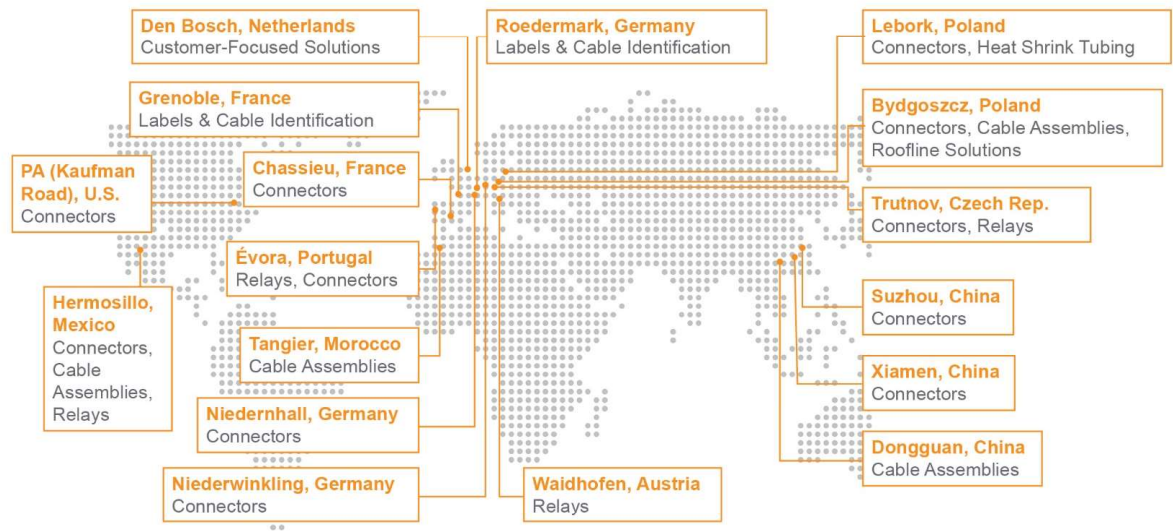 Den Bosch, Netherlands
Customer-Focused Solutions
Roedermark, Germany
Labels & Cable Identification
Lebork, Poland
Connectors, Heat Shrink Tubing
Grenoble, France
Labels & Cable Identification
Bydgoszcz, Poland
Connectors, Cable Assemblies,
Roofline Solutions
PA (Kaufman
Road), U.S.
Connectors
Chassieu, France
Connectors
Trutnov, Czech Rep.
Connectors, Relays
Évora, Portugal
Relays, Connectors
Hermosillo,
Mexico
Connectors,
Cable
Assemblies,
Relays
Suzhou, China
Connectors
Tangier, Morocco
Cable Assemblies
Xiamen, China
Connectors
Niedernhall, Germany
Connectors
Dongguan, China
Cable Assemblies
Niederwinkling, Germany
Connectors
Waidhofen, Austria
Relays